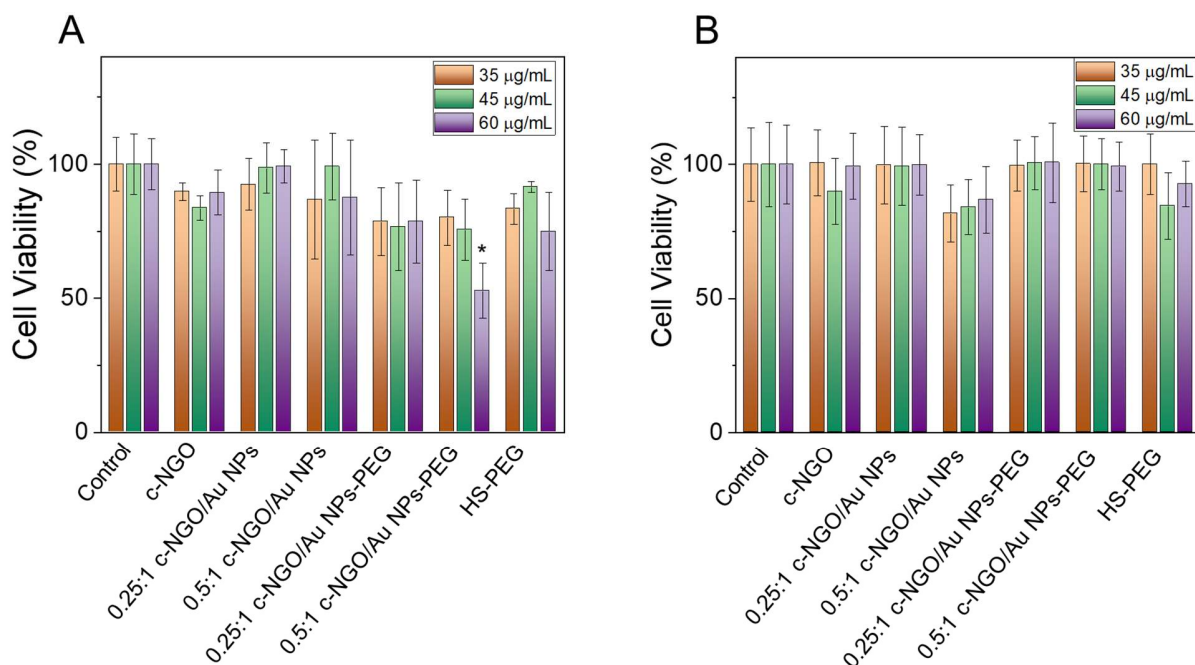 A
35 μg/mL
45 μg/mL
60 μg/mL
Cell Viability (%)
100
50
0
*
Control
c-NGO
0.25:1 c-NGO/Au NPs
0.5:1 c-NGO/Au NPs
0.25:1 c-NGO/Au NPs-PEG
0.5:1 c-NGO/Au NPs-PEG
HS-PEG
B
35 μg/mL
45 μg/mL
60 μg/mL
Cell Viability (%)
100
50
0
Control
c-NGO
0.25:1 c-NGO/Au NPs
0.5:1 c-NGO/Au NPs
0.25:1 c-NGO/Au NPs-PEG
0.5:1 c-NGO/Au NPs-PEG
HS-PEG